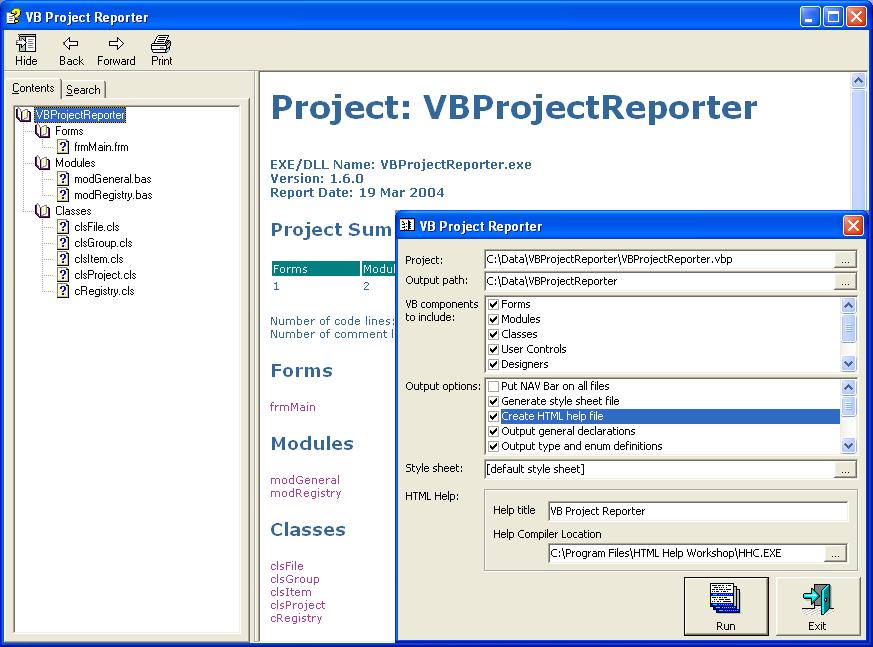 VB Project Reporter
Hide Back Forward Print
Contents Search
VBProjectReporter
Forms
frmMain.frm
Modules
modGeneral.bas
modRegistry.bas
Classes
clsFile.cls
clsGroup.cls
clsItem.cls
clsProject.cls
cRegistry.cls
Project: VBProjectReporter
EXE/DLL Name: VBProjectReporter.exe
Version: 1.6.0
Report Date: 19 Mar 2004
Project Sum
Forms Modul
1 2
Number of code lines:
Number of comment l
Forms
frmMain
Modules
modGeneral
modRegistry
Classes
clsFile
clsGroup
clsItem
clsProject
cRegistry
VB Project Reporter
Project: C:\Data\VBProjectReporter\VBProjectReporter.vbp ...
Output path: C:\Data\VBProjectReporter ...
VB components
to include:
Forms
Modules
Classes
User Controls
Designers
Output options:
Put NAV Bar on all files
Generate style sheet file
Create HTML help file
Output general declarations
Output type and enum definitions
Style sheet: [default style sheet] ...
HTML Help:
Help title VB Project Reporter
Help Compiler Location
C:\Program Files\HTML Help Workshop\HHC.EXE ...
Run Exit